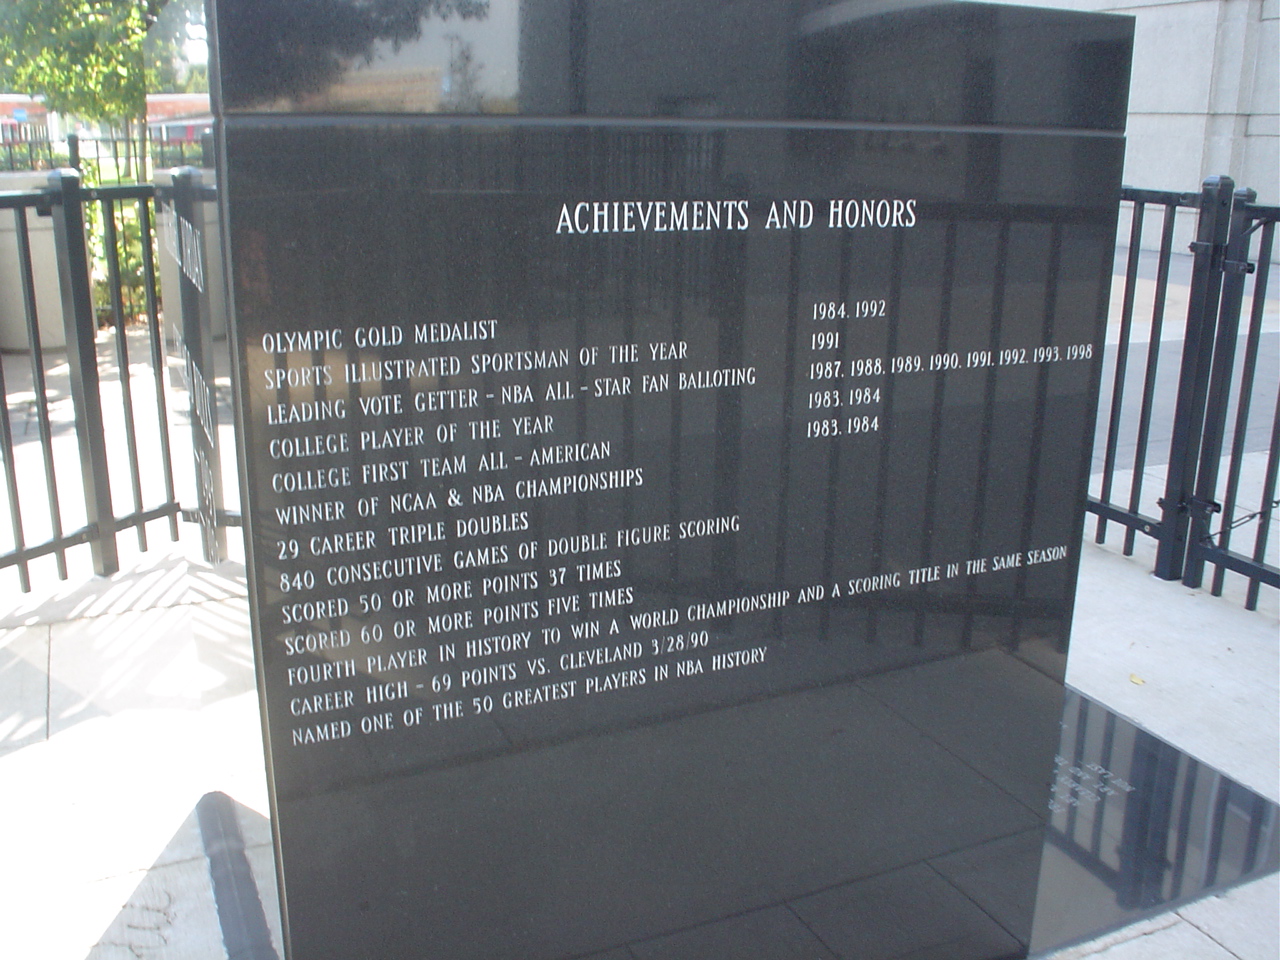 ACHIEVEMENTS AND HONORS
OLYMPIC GOLD MEDALIST 1984. 1992
SPORTS ILLUSTRATED SPORTSMAN OF THE YEAR 1991
LEADING VOTE GETTER - NBA ALL - STAR FAN BALLOTING 1987. 1988. 1989. 1990. 1991. 1992. 1993. 1998
COLLEGE PLAYER OF THE YEAR 1983. 1984
COLLEGE FIRST TEAM ALL - AMERICAN 1983. 1984
WINNER OF NCAA & NBA CHAMPIONSHIPS
29 CAREER TRIPLE DOUBLES
840 CONSECUTIVE GAMES OF DOUBLE FIGURE SCORING
SCORED 50 OR MORE POINTS 37 TIMES
SCORED 60 OR MORE POINTS FIVE TIMES
FOURTH PLAYER IN HISTORY TO WIN A WORLD CHAMPIONSHIP AND A SCORING TITLE IN THE SAME SEASON
CAREER HIGH - 69 POINTS VS. CLEVELAND 3/28/90
NAMED ONE OF THE 50 GREATEST PLAYERS IN NBA HISTORY